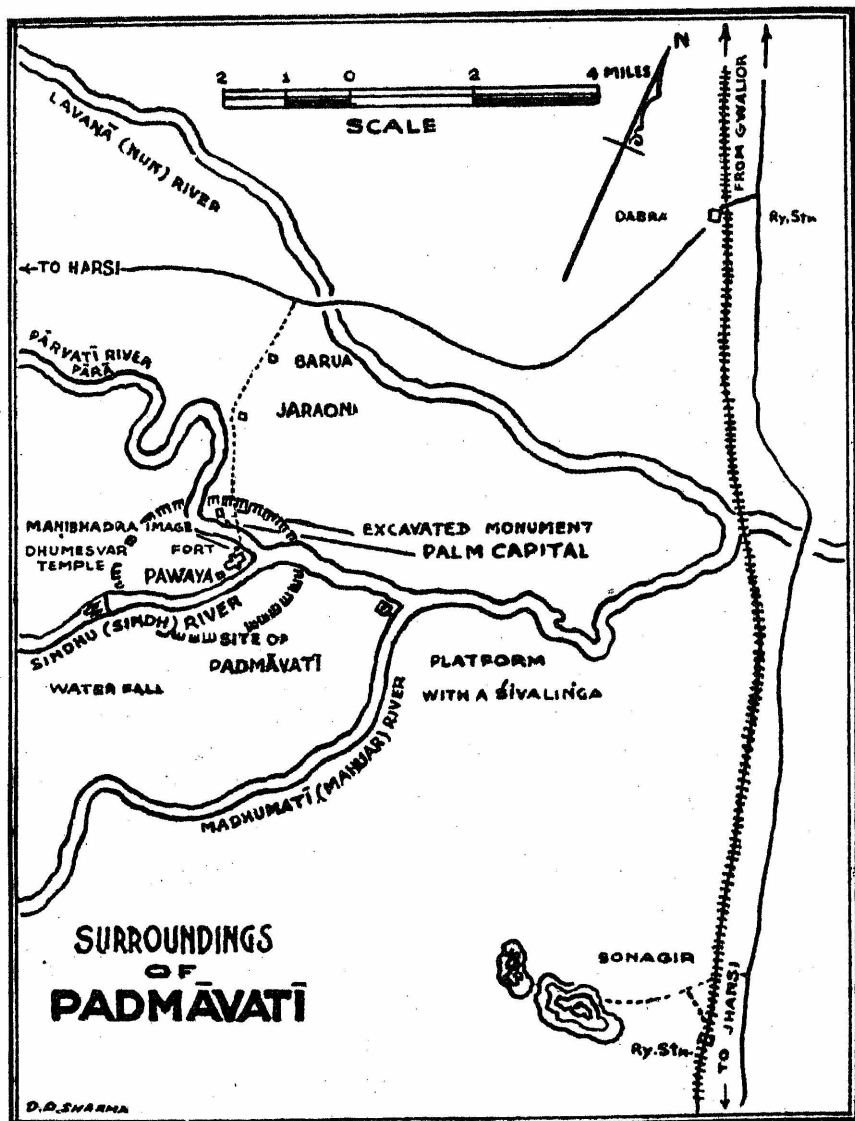 2 1 0 2 4 MILES
SCALE
N
FROM GWALIOR
LAVANĀ (NUN) RIVER
DABRA
Ry. Stn
←TO HARSI
PĀRVATĪ RIVER
PĀRĀ
BARUA
JARAONI
MANIBHADRA IMAGE
EXCAVATED MONUMENT
DHUMESVAR
TEMPLE
FORT
PALM CAPITAL
PAWAYA
SINDHU (SINDH) RIVER
SITE OF
PADMĀVATĪ
WATER FALL
PLATFORM
WITH A ŚIVALINGA
MADHUMATĪ (MAHUAR) RIVER
SURROUNDINGS
OF
PADMĀVATĪ
SONAGIR
Ry. Stn
TO JHANSI
D.D. SHARMA